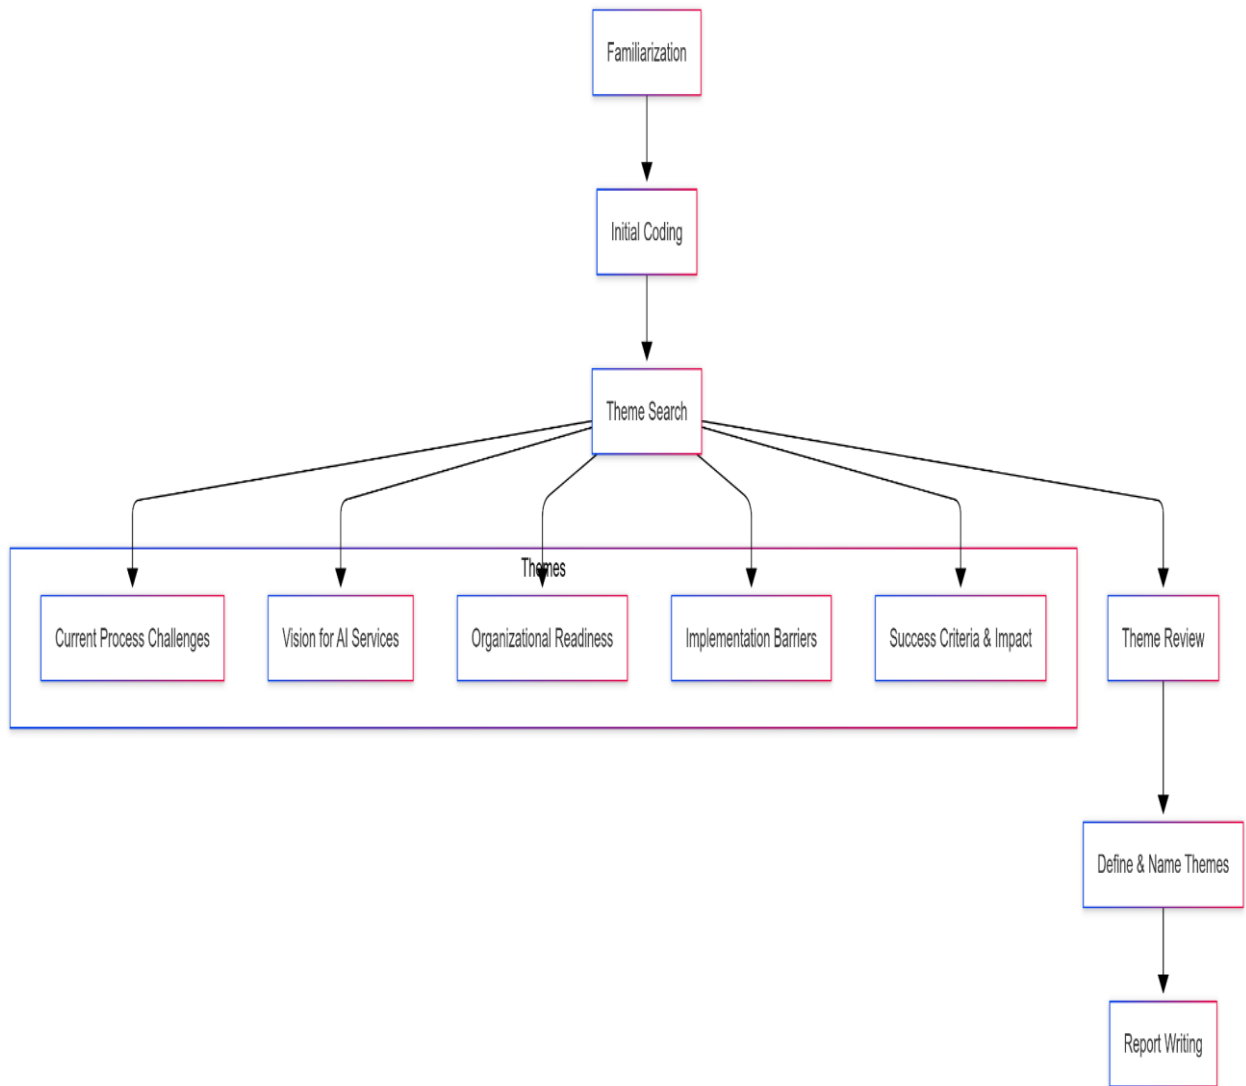 Familiarization
Initial Coding
Theme Search
Themes
Current Process Challenges
Vision for AI Services
Organizational Readiness
Implementation Barriers
Success Criteria & Impact
Theme Review
Define & Name Themes
Report Writing